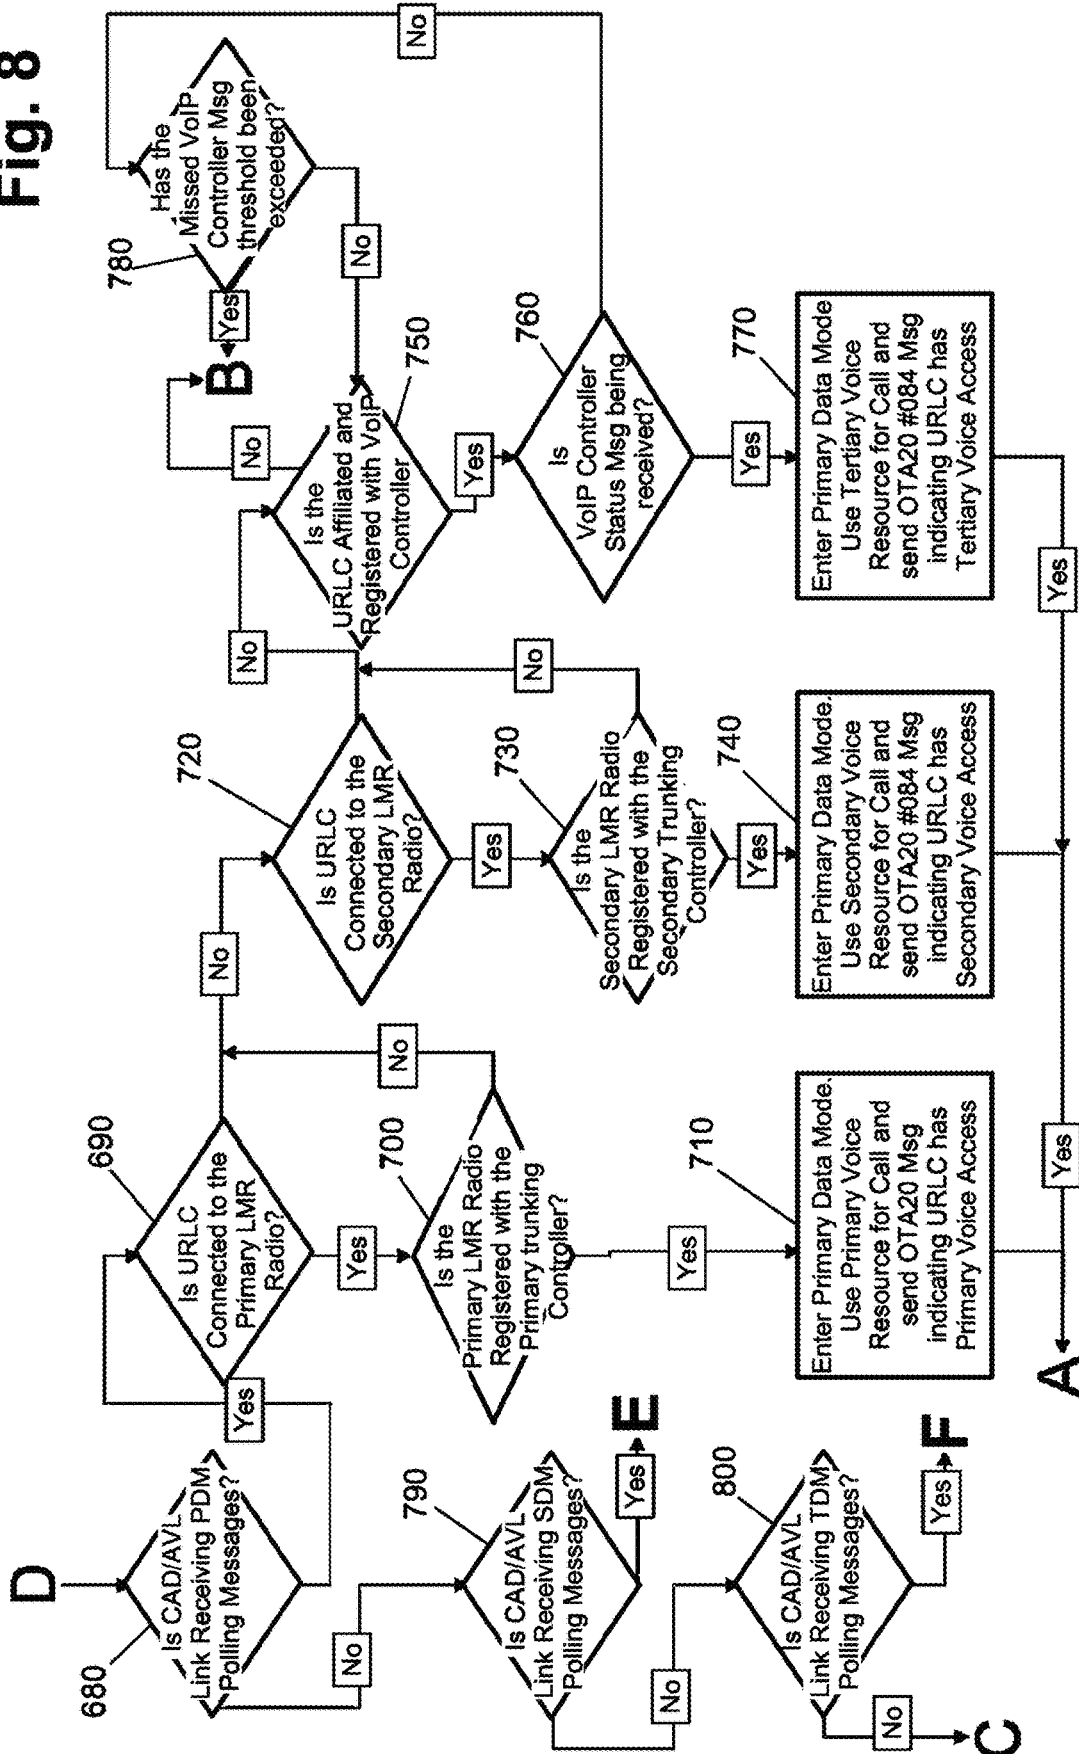 Fig. 8
D
680
Is CAD/AVL
Link Receiving PDM
Polling Messages?
Yes
No
790
Is CAD/AVL
Link Receiving SDM
Polling Messages?
Yes
E
No
800
Is CAD/AVL
Link Receiving TDM
Polling Messages?
Yes
F
No
C
690
Is URLC
Connected to the
Primary LMR
Radio?
No
Yes
700
Is the
Primary LMR Radio
Registered with the
Primary trunking
Controller?
No
Yes
710
Enter Primary Data Mode.
Use Primary Voice
Resource for Call and
send OTA20 Msg
indicating URLC has
Primary Voice Access
A
Yes
720
Is URLC
Connected to the
Secondary LMR
Radio?
No
Yes
730
Is the
Secondary LMR Radio
Registered with the
Secondary Trunking
Controller?
No
Yes
740
Enter Primary Data Mode.
Use Secondary Voice
Resource for Call and
send OTA20 #084 Msg
indicating URLC has
Secondary Voice Access
Yes
750
Is the
URLC Affiliated and
Registered with VoIP
Controller
No
B
Yes
760
Is
VoIP Controller
Status Msg being
received?
No
Yes
770
Enter Primary Data Mode
Use Tertiary Voice
Resource for Call and
send OTA20 #084 Msg
indicating URLC has
Tertiary Voice Access
780
Has the
Missed VoIP
Controller Msg
threshold been
exceeded?
Yes
No